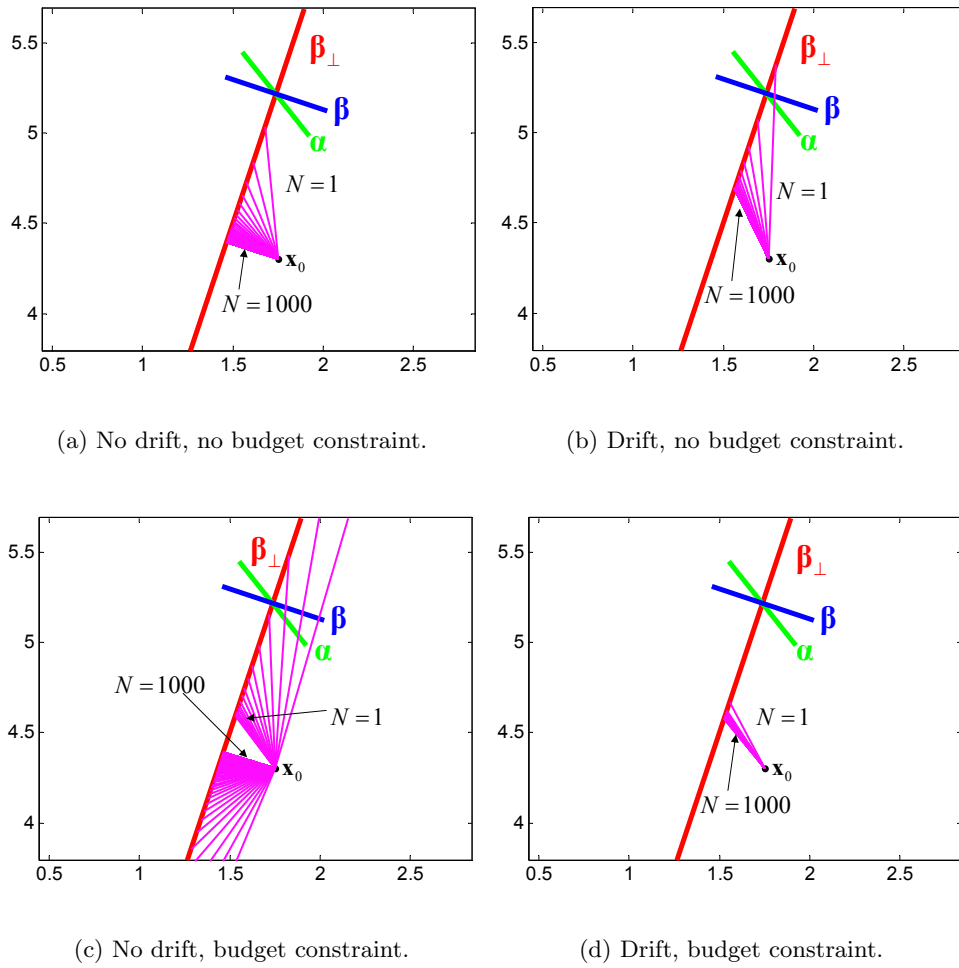 5.5
5
4.5
4
0.5 1 1.5 2 2.5
β⊥
β
α
N = 1
x₀
N = 1000
(a) No drift, no budget constraint.
5.5
5
4.5
4
0.5 1 1.5 2 2.5
β⊥
β
α
N = 1
x₀
N = 1000
(b) Drift, no budget constraint.
5.5
5
4.5
4
0.5 1 1.5 2 2.5
β⊥
β
α
N = 1000
N = 1
x₀
(c) No drift, budget constraint.
5.5
5
4.5
4
0.5 1 1.5 2 2.5
β⊥
β
α
N = 1
x₀
N = 1000
(d) Drift, budget constraint.